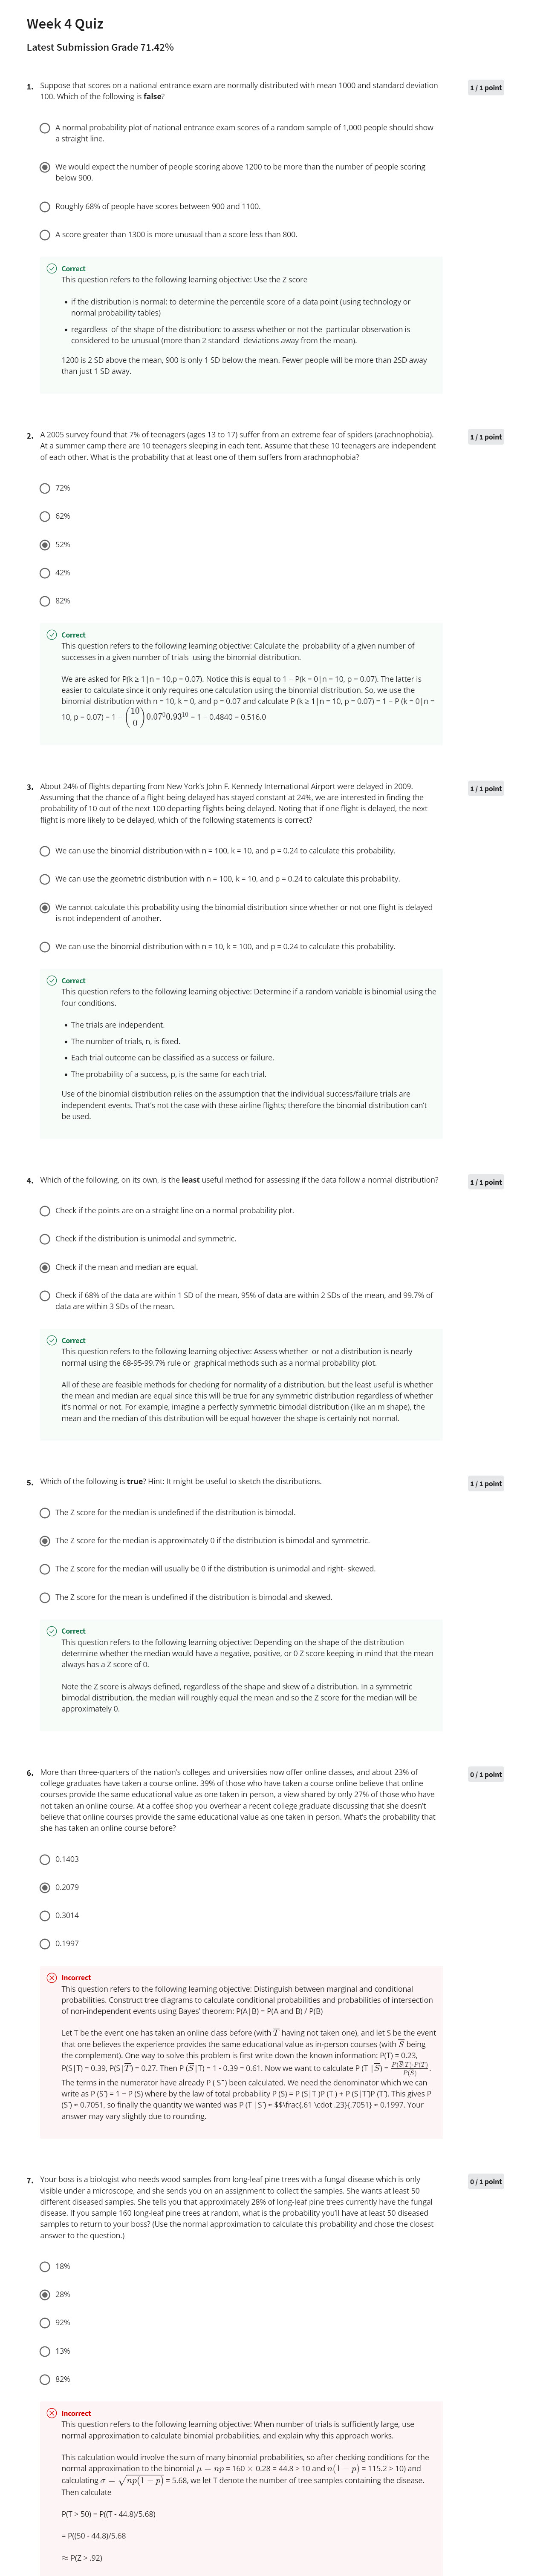 Week 4 Quiz
Latest Submission Grade 71.42%
1. Suppose that scores on a national entrance exam are normally distributed with mean 1000 and standard deviation
100. Which of the following is false?
1 / 1 point
A normal probability plot of national entrance exam scores of a random sample of 1,000 people should show
a straight line.
We would expect the number of people scoring above 1200 to be more than the number of people scoring
below 900.
Roughly 68% of people have scores between 900 and 1100.
A score greater than 1300 is more unusual than a score less than 800.
Correct
This question refers to the following learning objective: Use the Z score
• if the distribution is normal: to determine the percentile score of a data point (using technology or
normal probability tables)
• regardless of the shape of the distribution: to assess whether or not the particular observation is
considered to be unusual (more than 2 standard deviations away from the mean).
1200 is 2 SD above the mean, 900 is only 1 SD below the mean. Fewer people will be more than 2SD away
than just 1 SD away.
2. A 2005 survey found that 7% of teenagers (ages 13 to 17) suffer from an extreme fear of spiders (arachnophobia).
At a summer camp there are 10 teenagers sleeping in each tent. Assume that these 10 teenagers are independent
of each other. What is the probability that at least one of them suffers from arachnophobia?
1 / 1 point
72%
62%
52%
42%
82%
Correct
This question refers to the following learning objective: Calculate the probability of a given number of
successes in a given number of trials using the binomial distribution.
We are asked for P(k ≥ 1|n = 10,p = 0.07). Notice this is equal to 1 − P(k = 0|n = 10, p = 0.07). The latter is
easier to calculate since it only requires one calculation using the binomial distribution. So, we use the
binomial distribution with n = 10, k = 0, and p = 0.07 and calculate P (k ≥ 1|n = 10, p = 0.07) = 1 − P (k = 0|n =
10, p = 0.07) = 1 − (10 0) 0.07⁰0.93¹⁰ = 1 − 0.4840 = 0.516.0
3. About 24% of flights departing from New York's John F. Kennedy International Airport were delayed in 2009.
Assuming that the chance of a flight being delayed has stayed constant at 24%, we are interested in finding the
probability of 10 out of the next 100 departing flights being delayed. Noting that if one flight is delayed, the next
flight is more likely to be delayed, which of the following statements is correct?
1 / 1 point
We can use the binomial distribution with n = 100, k = 10, and p = 0.24 to calculate this probability.
We can use the geometric distribution with n = 100, k = 10, and p = 0.24 to calculate this probability.
We cannot calculate this probability using the binomial distribution since whether or not one flight is delayed
is not independent of another.
We can use the binomial distribution with n = 10, k = 100, and p = 0.24 to calculate this probability.
Correct
This question refers to the following learning objective: Determine if a random variable is binomial using the
four conditions.
• The trials are independent.
• The number of trials, n, is fixed.
• Each trial outcome can be classified as a success or failure.
• The probability of a success, p, is the same for each trial.
Use of the binomial distribution relies on the assumption that the individual success/failure trials are
independent events. That's not the case with these airline flights; therefore the binomial distribution can't
be used.
4. Which of the following, on its own, is the least useful method for assessing if the data follow a normal distribution?
1 / 1 point
Check if the points are on a straight line on a normal probability plot.
Check if the distribution is unimodal and symmetric.
Check if the mean and median are equal.
Check if 68% of the data are within 1 SD of the mean, 95% of data are within 2 SDs of the mean, and 99.7% of
data are within 3 SDs of the mean.
Correct
This question refers to the following learning objective: Assess whether or not a distribution is nearly
normal using the 68-95-99.7% rule or graphical methods such as a normal probability plot.
All of these are feasible methods for checking for normality of a distribution, but the least useful is whether
the mean and median are equal since this will be true for any symmetric distribution regardless of whether
it's normal or not. For example, imagine a perfectly symmetric bimodal distribution (like an m shape), the
mean and the median of this distribution will be equal however the shape is certainly not normal.
5. Which of the following is true? Hint: It might be useful to sketch the distributions.
1 / 1 point
The Z score for the median is undefined if the distribution is bimodal.
The Z score for the median is approximately 0 if the distribution is bimodal and symmetric.
The Z score for the median will usually be 0 if the distribution is unimodal and right- skewed.
The Z score for the mean is undefined if the distribution is bimodal and skewed.
Correct
This question refers to the following learning objective: Depending on the shape of the distribution
determine whether the median would have a negative, positive, or 0 Z score keeping in mind that the mean
always has a Z score of 0.
Note the Z score is always defined, regardless of the shape and skew of a distribution. In a symmetric
bimodal distribution, the median will roughly equal the mean and so the Z score for the median will be
approximately 0.
6. More than three-quarters of the nation's colleges and universities now offer online classes, and about 23% of
college graduates have taken a course online. 39% of those who have taken a course online believe that online
courses provide the same educational value as one taken in person, a view shared by only 27% of those who have
not taken an online course. At a coffee shop you overhear a recent college graduate discussing that she doesn't
believe that online courses provide the same educational value as one taken in person. What's the probability that
she has taken an online course before?
0 / 1 point
0.1403
0.2079
0.3014
0.1997
Incorrect
This question refers to the following learning objective: Distinguish between marginal and conditional
probabilities. Construct tree diagrams to calculate conditional probabilities and probabilities of intersection
of non-independent events using Bayes' theorem: P(A|B) = P(A and B) / P(B)
Let T be the event one has taken an online class before (with T̅ having not taken one), and let S be the event
that one believes the experience provides the same educational value as in-person courses (with S̅ being
the complement). One way to solve this problem is first write down the known information: P(T) = 0.23,
P(S|T) = 0.39, P(S|T̅) = 0.27. Then P (S̅|T) = 1 - 0.39 = 0.61. Now we want to calculate P (T |S̅) = P(S̅|T)·P(T)/P(S̅).
The terms in the numerator have already P ( S¯) been calculated. We need the denominator which we can
write as P (S¯) = 1 − P (S) where by the law of total probability P (S) = P (S|T )P (T ) + P (S|T¯)P (T¯). This gives P
(S¯) ≈ 0.7051, so finally the quantity we wanted was P (T |S¯) ≈ $$\frac{.61 \cdot .23}{.7051} ≈ 0.1997. Your
answer may vary slightly due to rounding.
7. Your boss is a biologist who needs wood samples from long-leaf pine trees with a fungal disease which is only
visible under a microscope, and she sends you on an assignment to collect the samples. She wants at least 50
different diseased samples. She tells you that approximately 28% of long-leaf pine trees currently have the fungal
disease. If you sample 160 long-leaf pine trees at random, what is the probability you'll have at least 50 diseased
samples to return to your boss? (Use the normal approximation to calculate this probability and chose the closest
answer to the question.)
0 / 1 point
18%
28%
92%
13%
82%
Incorrect
This question refers to the following learning objective: When number of trials is sufficiently large, use
normal approximation to calculate binomial probabilities, and explain why this approach works.
This calculation would involve the sum of many binomial probabilities, so after checking conditions for the
normal approximation to the binomial μ = np = 160 × 0.28 = 44.8 > 10 and n(1 − p) = 115.2 > 10) and
calculating σ = √np(1 − p) = 5.68, we let T denote the number of tree samples containing the disease.
Then calculate
P(T > 50) = P((T - 44.8)/5.68)
= P((50 - 44.8)/5.68
≈ P(Z > .92)